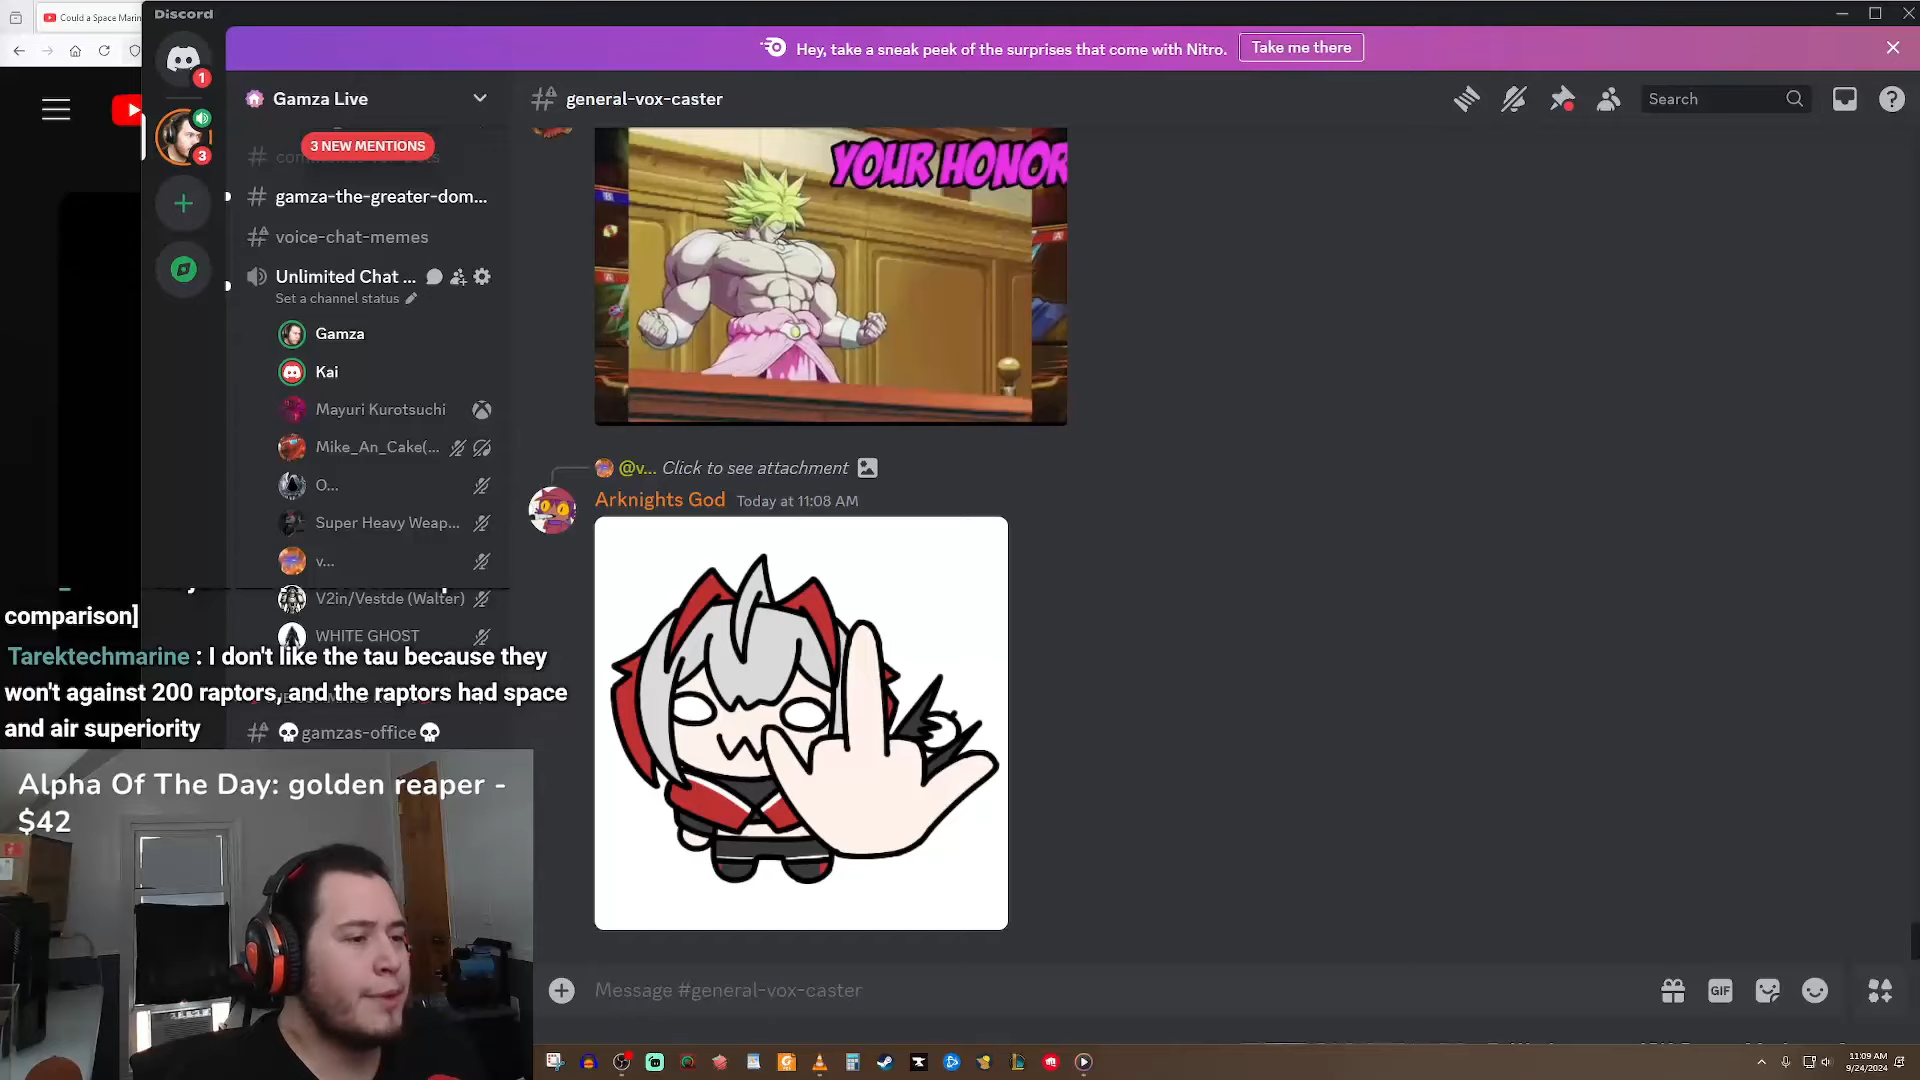 Discord
Could a Space Marin
Hey, take a sneak peek of the surprises that come with Nitro.
Take me there
1
Gamza Live
general-vox-caster
Search
3
3 NEW MENTIONS
gamza-the-greater-dom...
voice-chat-memes
Unlimited Chat ...
Set a channel status
Gamza
Kai
Mayuri Kurotsuchi
Mike_An_Cake(...
O...
Super Heavy Weap...
v...
V2in/Vestde (Walter)
WHITE GHOST
gamzas-office
YOUR HONOR
@v... Click to see attachment
Arknights God Today at 11:08 AM
comparison]
Tarektechmarine : I don't like the tau because they
won't against 200 raptors, and the raptors had space
and air superiority
Alpha Of The Day: golden reaper -
$42
Message #general-vox-caster
GIF
11:09 AM
9/24/2024